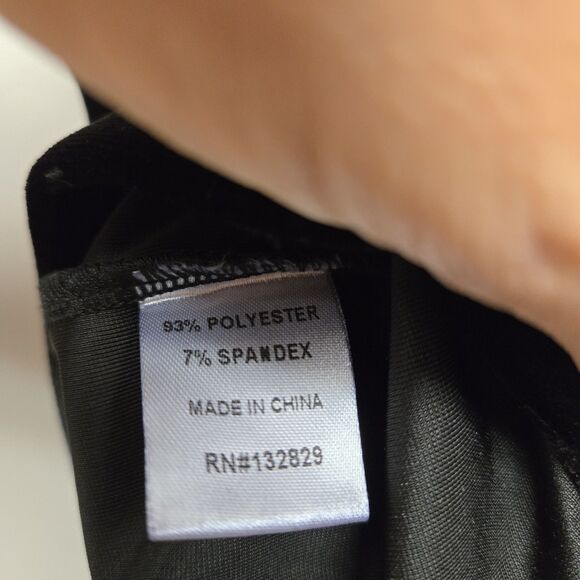 93% POLYESTER
7% SPANDEX
MADE IN CHINA
RN#132829